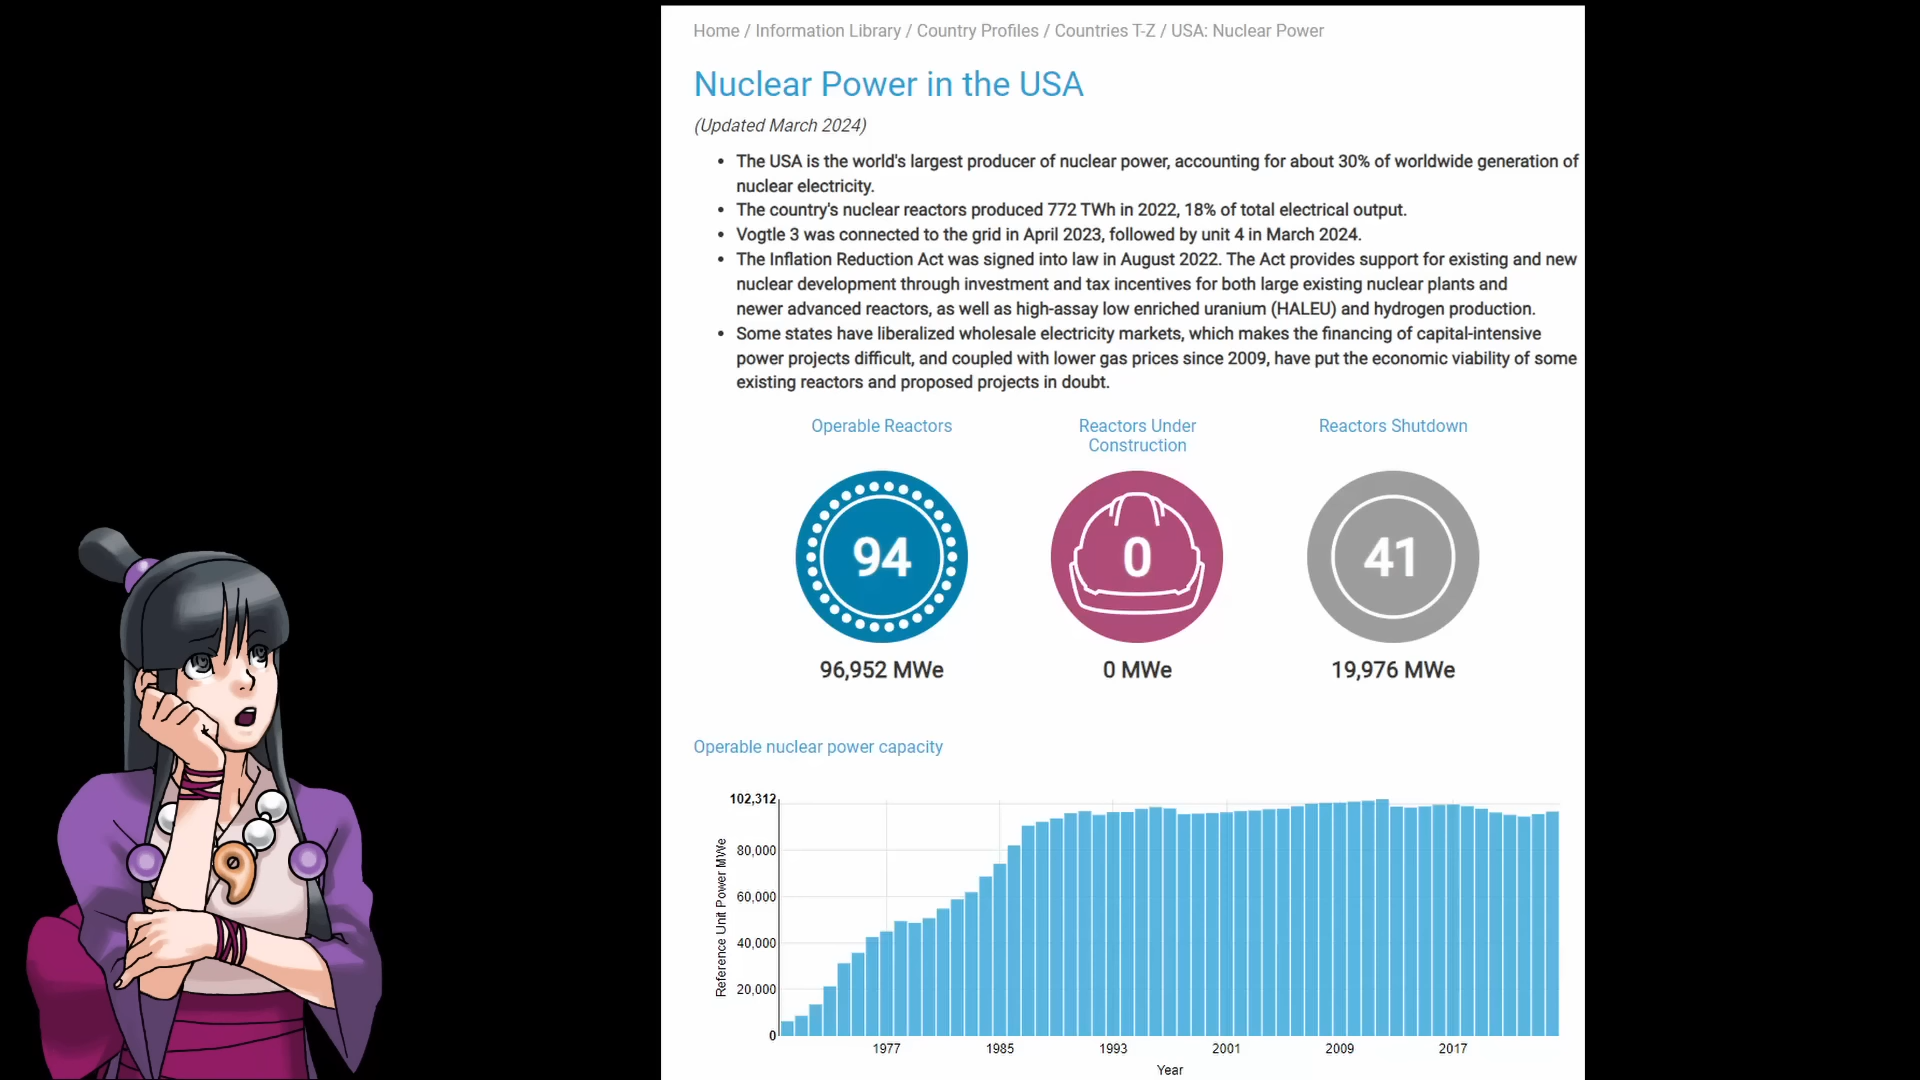 Home / Information Library / Country Profiles / Countries T-Z / USA: Nuclear Power
Nuclear Power in the USA
(Updated March 2024)
• The USA is the world's largest producer of nuclear power, accounting for about 30% of worldwide generation of
nuclear electricity.
• The country's nuclear reactors produced 772 TWh in 2022, 18% of total electrical output.
• Vogtle 3 was connected to the grid in April 2023, followed by unit 4 in March 2024.
• The Inflation Reduction Act was signed into law in August 2022. The Act provides support for existing and new
nuclear development through investment and tax incentives for both large existing nuclear plants and
newer advanced reactors, as well as high-assay low enriched uranium (HALEU) and hydrogen production.
• Some states have liberalized wholesale electricity markets, which makes the financing of capital-intensive
power projects difficult, and coupled with lower gas prices since 2009, have put the economic viability of some
existing reactors and proposed projects in doubt.
Operable Reactors
94
96,952 MWe
Reactors Under
Construction
0
0 MWe
Reactors Shutdown
41
19,976 MWe
Operable nuclear power capacity
Reference Unit Power MWe
102,312
80,000
60,000
40,000
20,000
0
1977 1985 1993 2001 2009 2017
Year